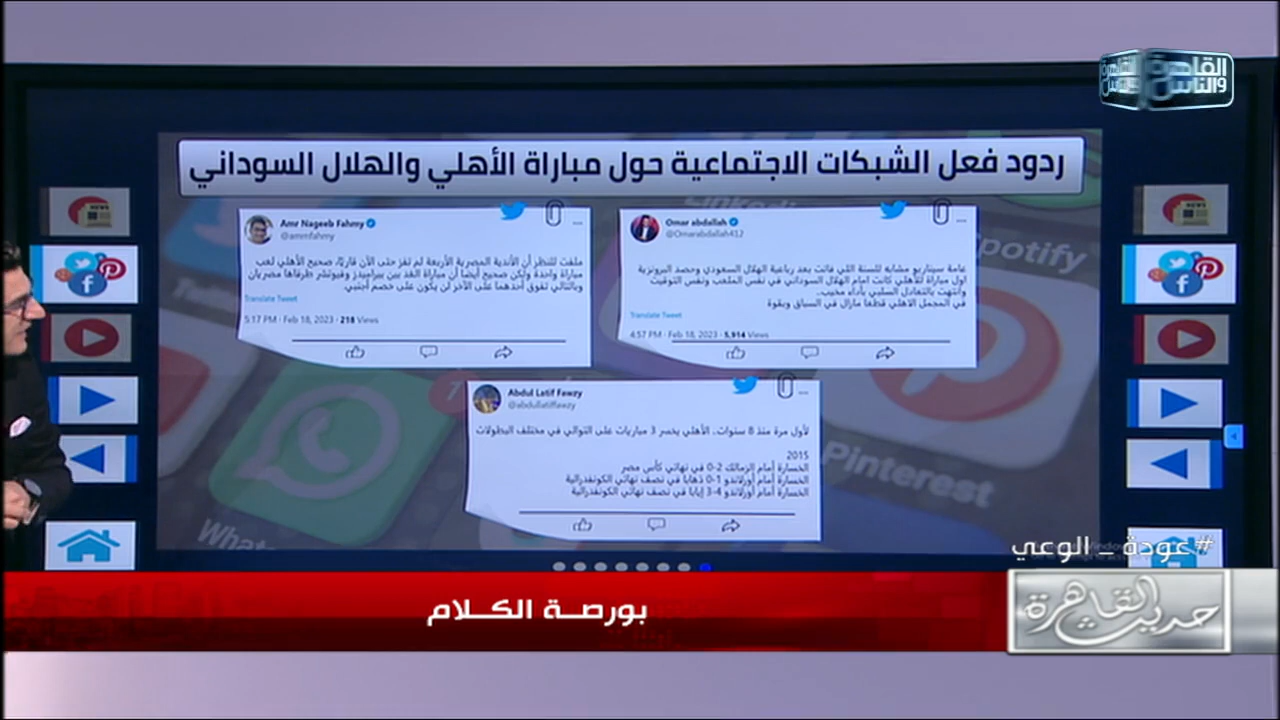 القاهرة
والناس
ردود فعل الشبكات الاجتماعية حول مباراة الأهلي والهلال السوداني
Omar abdallah
@Omarabdallah412
عامة سيناريو مشابه للسنة اللي فاتت بعد رباعية الهلال السعودي وحصد البرونزية
اول مباراة للأهلي كانت امام الهلال السوداني في نفس الملعب ونفس التوقيت
وانتهت بالتعادل السلبي بأداء مخيب..
في المجمل الاهلي قطعا مازال في السباق وبقوة
Translate Tweet
4:57 PM · Feb 18, 2023 · 5,914 Views
Amr Nageeb Fahmy
@amrnfahmy
ملفت للنظر أن الأندية المصرية الأربعة لم تفز حتى الآن قاريًا، صحيح الأهلي لعب
مباراة واحدة ولكن صحيح أيضا أن مباراة الغد بين بيراميدز وفيوتشر طرفاها مصريان
وبالتالي تفوق أحدهما على الآخر لن يكون على خصم أجنبي.
Translate Tweet
5:17 PM · Feb 18, 2023 · 218 Views
Abdul Latif Fawzy
@abdullatiffawzy
لأول مرة منذ 8 سنوات.. الأهلي يخسر 3 مباريات على التوالي في مختلف البطولات
2015
الخسارة أمام الزمالك 2-0 في نهائي كأس مصر
الخسارة أمام أورلاندو 1-0 ذهابا في نصف نهائي الكونفدرالية
الخسارة أمام أورلاندو 4-3 إيابا في نصف نهائي الكونفدرالية
Spotify
Pinterest
NEWS
NEWS
#عودة_الوعي
حديث القاهرة
بورصة الكلام